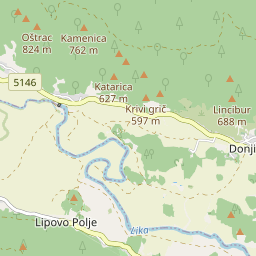 Oštrac
824 m
Kamenica
762 m
5146
Katarica
627 m
Krivi grič
597 m
Lincibur
688 m
Donji
Lipovo Polje
Lika